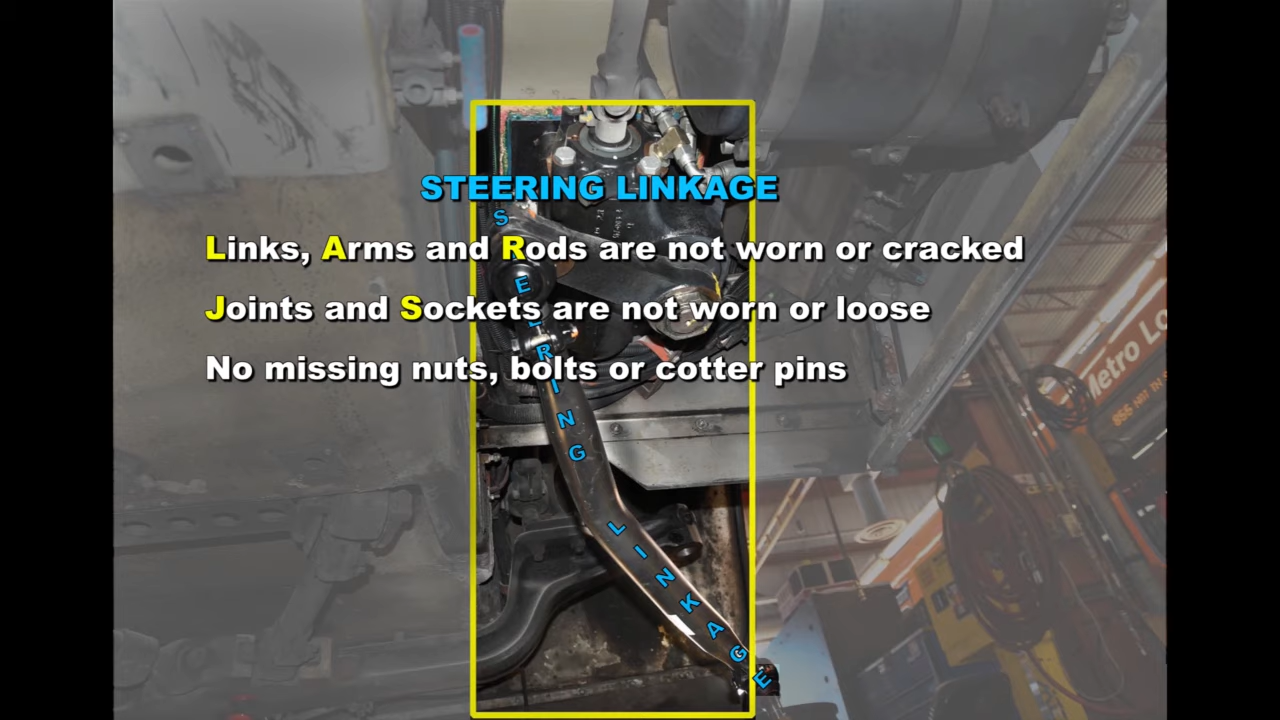 STEERING LINKAGE
Links, Arms and Rods are not worn or cracked
Joints and Sockets are not worn or loose
No missing nuts, bolts or cotter pins
STEERING
LINKAGE
Metro Lo